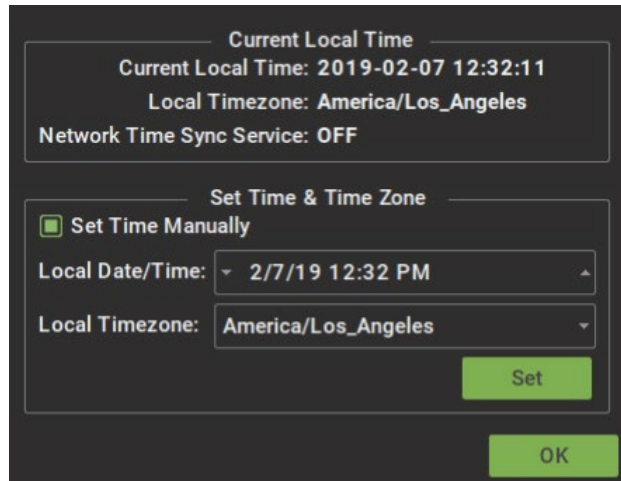 Current Local Time
Current Local Time: 2019-02-07 12:32:11
Local Timezone: America/Los_Angeles
Network Time Sync Service: OFF
Set Time & Time Zone
Set Time Manually
Local Date/Time: 2/7/19 12:32 PM
Local Timezone: America/Los_Angeles
Set
OK